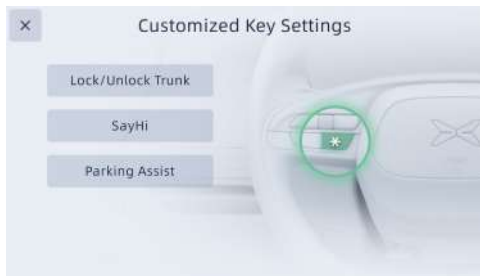 Customized Key Settings
Lock/Unlock Trunk
SayHi
Parking Assist